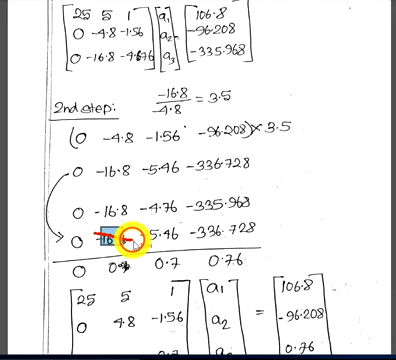 25 5 1 a1 106.8
0 -4.8 -1.56 a2 = -96.208
0 -16.8 -4.76 a3 -335.968
2nd step: -16.8 / -4.8 = 3.5
(0 -4.8 -1.56 -96.208) × 3.5
0 -16.8 -5.46 -336.728
0 -16.8 -4.76 -335.968
0 5.46 -336.728
0 0 0.7 0.76
25 5 1 a1 106.8
0 4.8 -1.56 a2 = -96.208
0.76